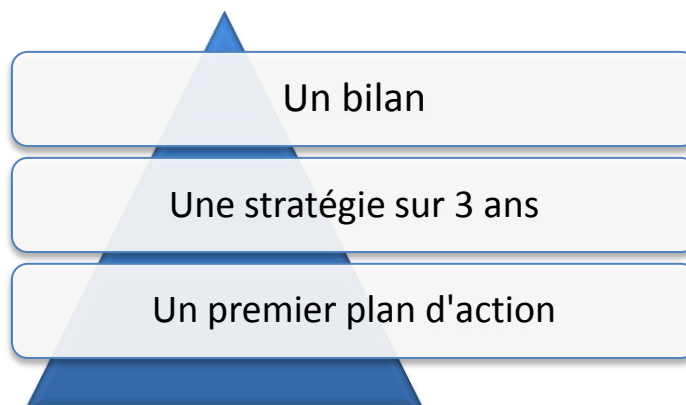 Un bilan
Une stratégie sur 3 ans
Un premier plan d'action